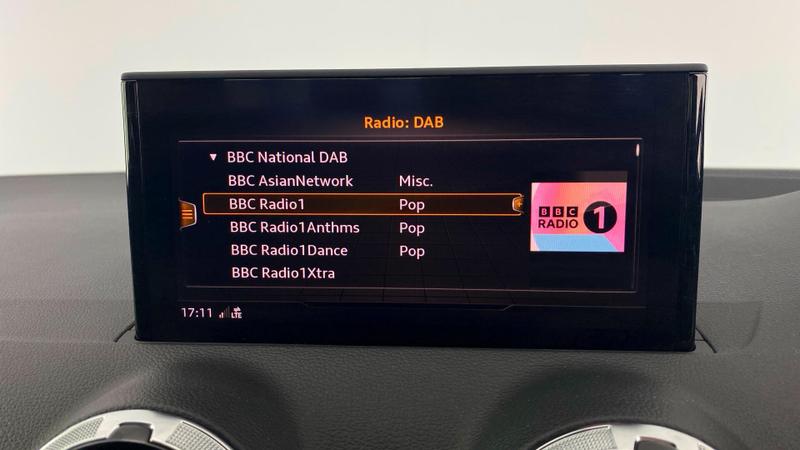 Radio: DAB
▼ BBC National DAB
BBC AsianNetwork Misc.
BBC Radio1 Pop
BBC Radio1Anthms Pop
BBC Radio1Dance Pop
BBC Radio1Xtra
BBC
RADIO 1
17:11 LTE